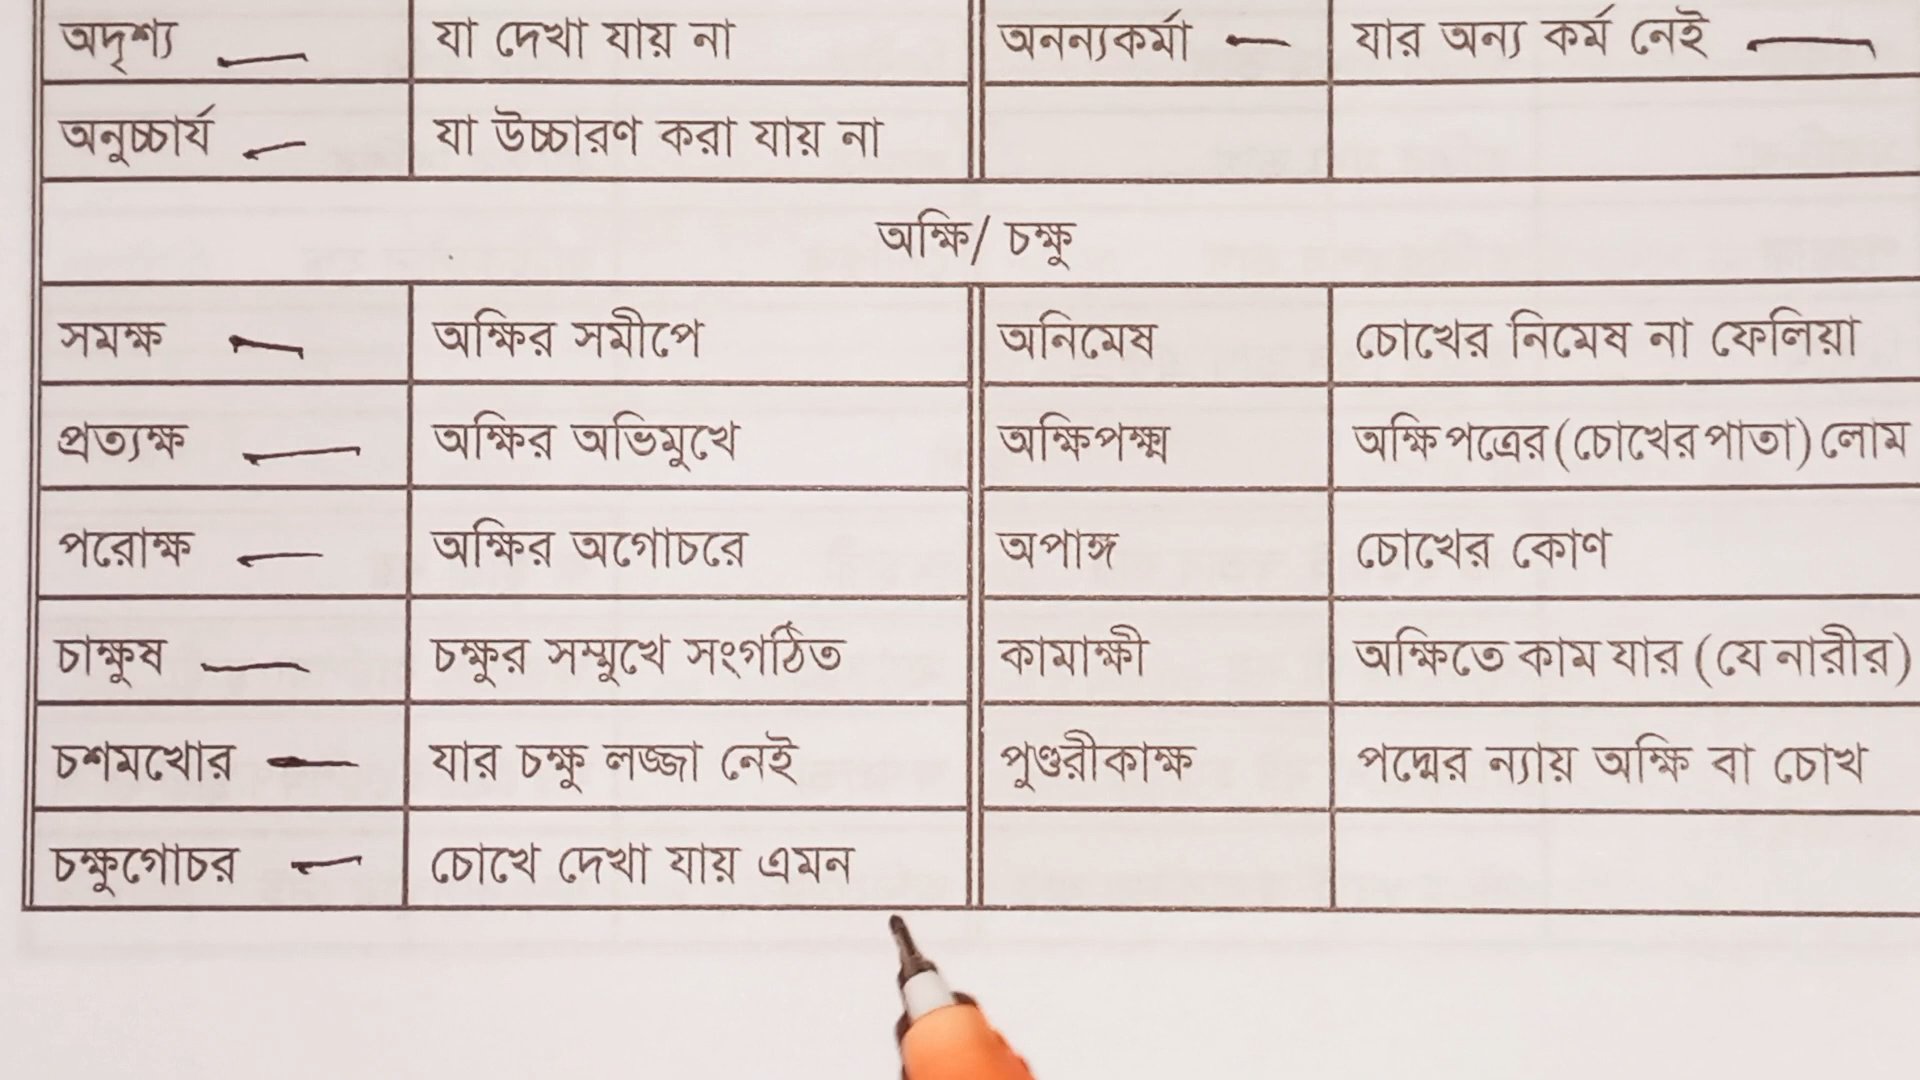 অদৃশ্য যা দেখা যায় না অনন্যকর্মা যার অন্য কর্ম নেই
অনুচ্চার্য যা উচ্চারণ করা যায় না
অক্ষি/ চক্ষু
সমক্ষ অক্ষির সমীপে অনিমেষ চোখের নিমেষ না ফেলিয়া
প্রত্যক্ষ অক্ষির অভিমুখে অক্ষিপক্ষ্ম অক্ষিপত্রের (চোখের পাতা) লোম
পরোক্ষ অক্ষির অগোচরে অপাঙ্গ চোখের কোণ
চাক্ষুষ চক্ষুর সম্মুখে সংগঠিত কামাক্ষী অক্ষিতে কাম যার (যে নারীর)
চশমখোর যার চক্ষু লজ্জা নেই পুণ্ডরীকাক্ষ পদ্মের ন্যায় অক্ষি বা চোখ
চক্ষুগোচর চোখে দেখা যায় এমন